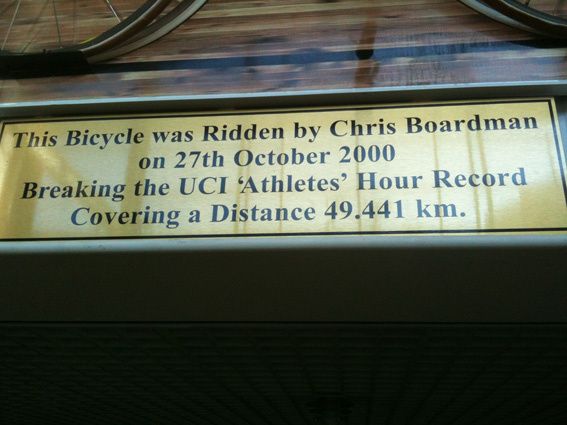 This Bicycle was Ridden by Chris Boardman
on 27th October 2000
Breaking the UCI ‘Athletes’ Hour Record
Covering a Distance 49.441 km.